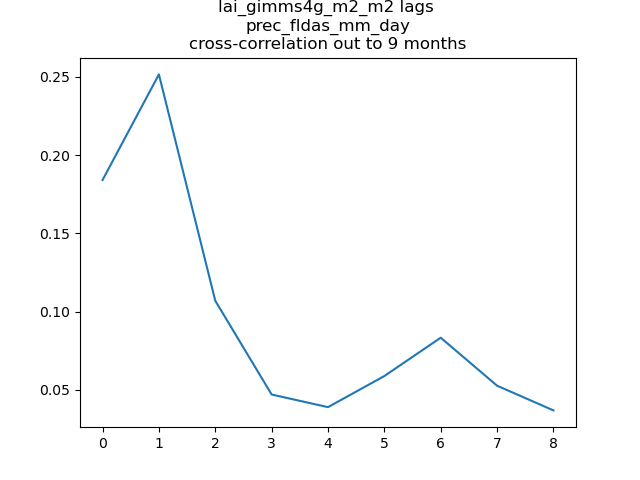 lai_gimms4g_m2_m2 lags
prec_fldas_mm_day
cross-correlation out to 9 months
0.25
0.20
0.15
0.10
0.05
0 1 2 3 4 5 6 7 8